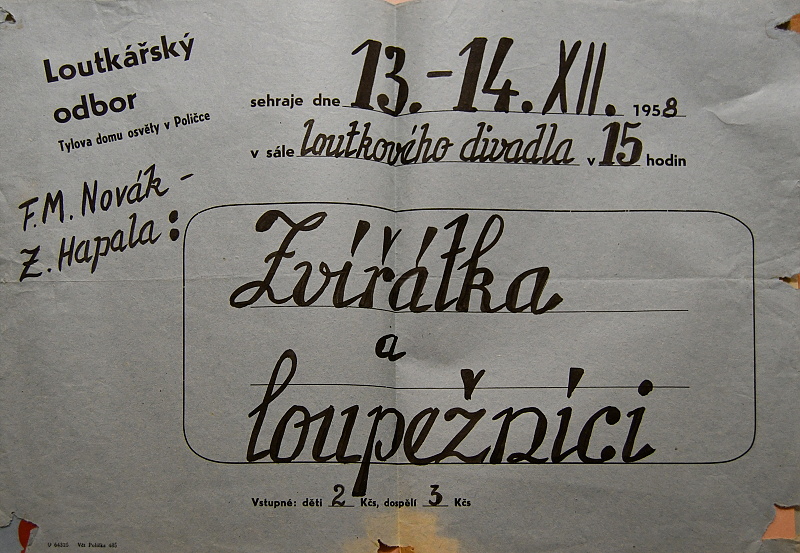 Loutkářský
odbor
Tylova domu osvěty v Poličce
F. M. Novák -
Z. Hapala:
sehraje dne 13.-14. XII. 1958
v sále loutkového divadla v 15 hodin
Zvířátka
a
loupežníci
Vstupné: děti 2 Kčs, dospělí 3 Kčs